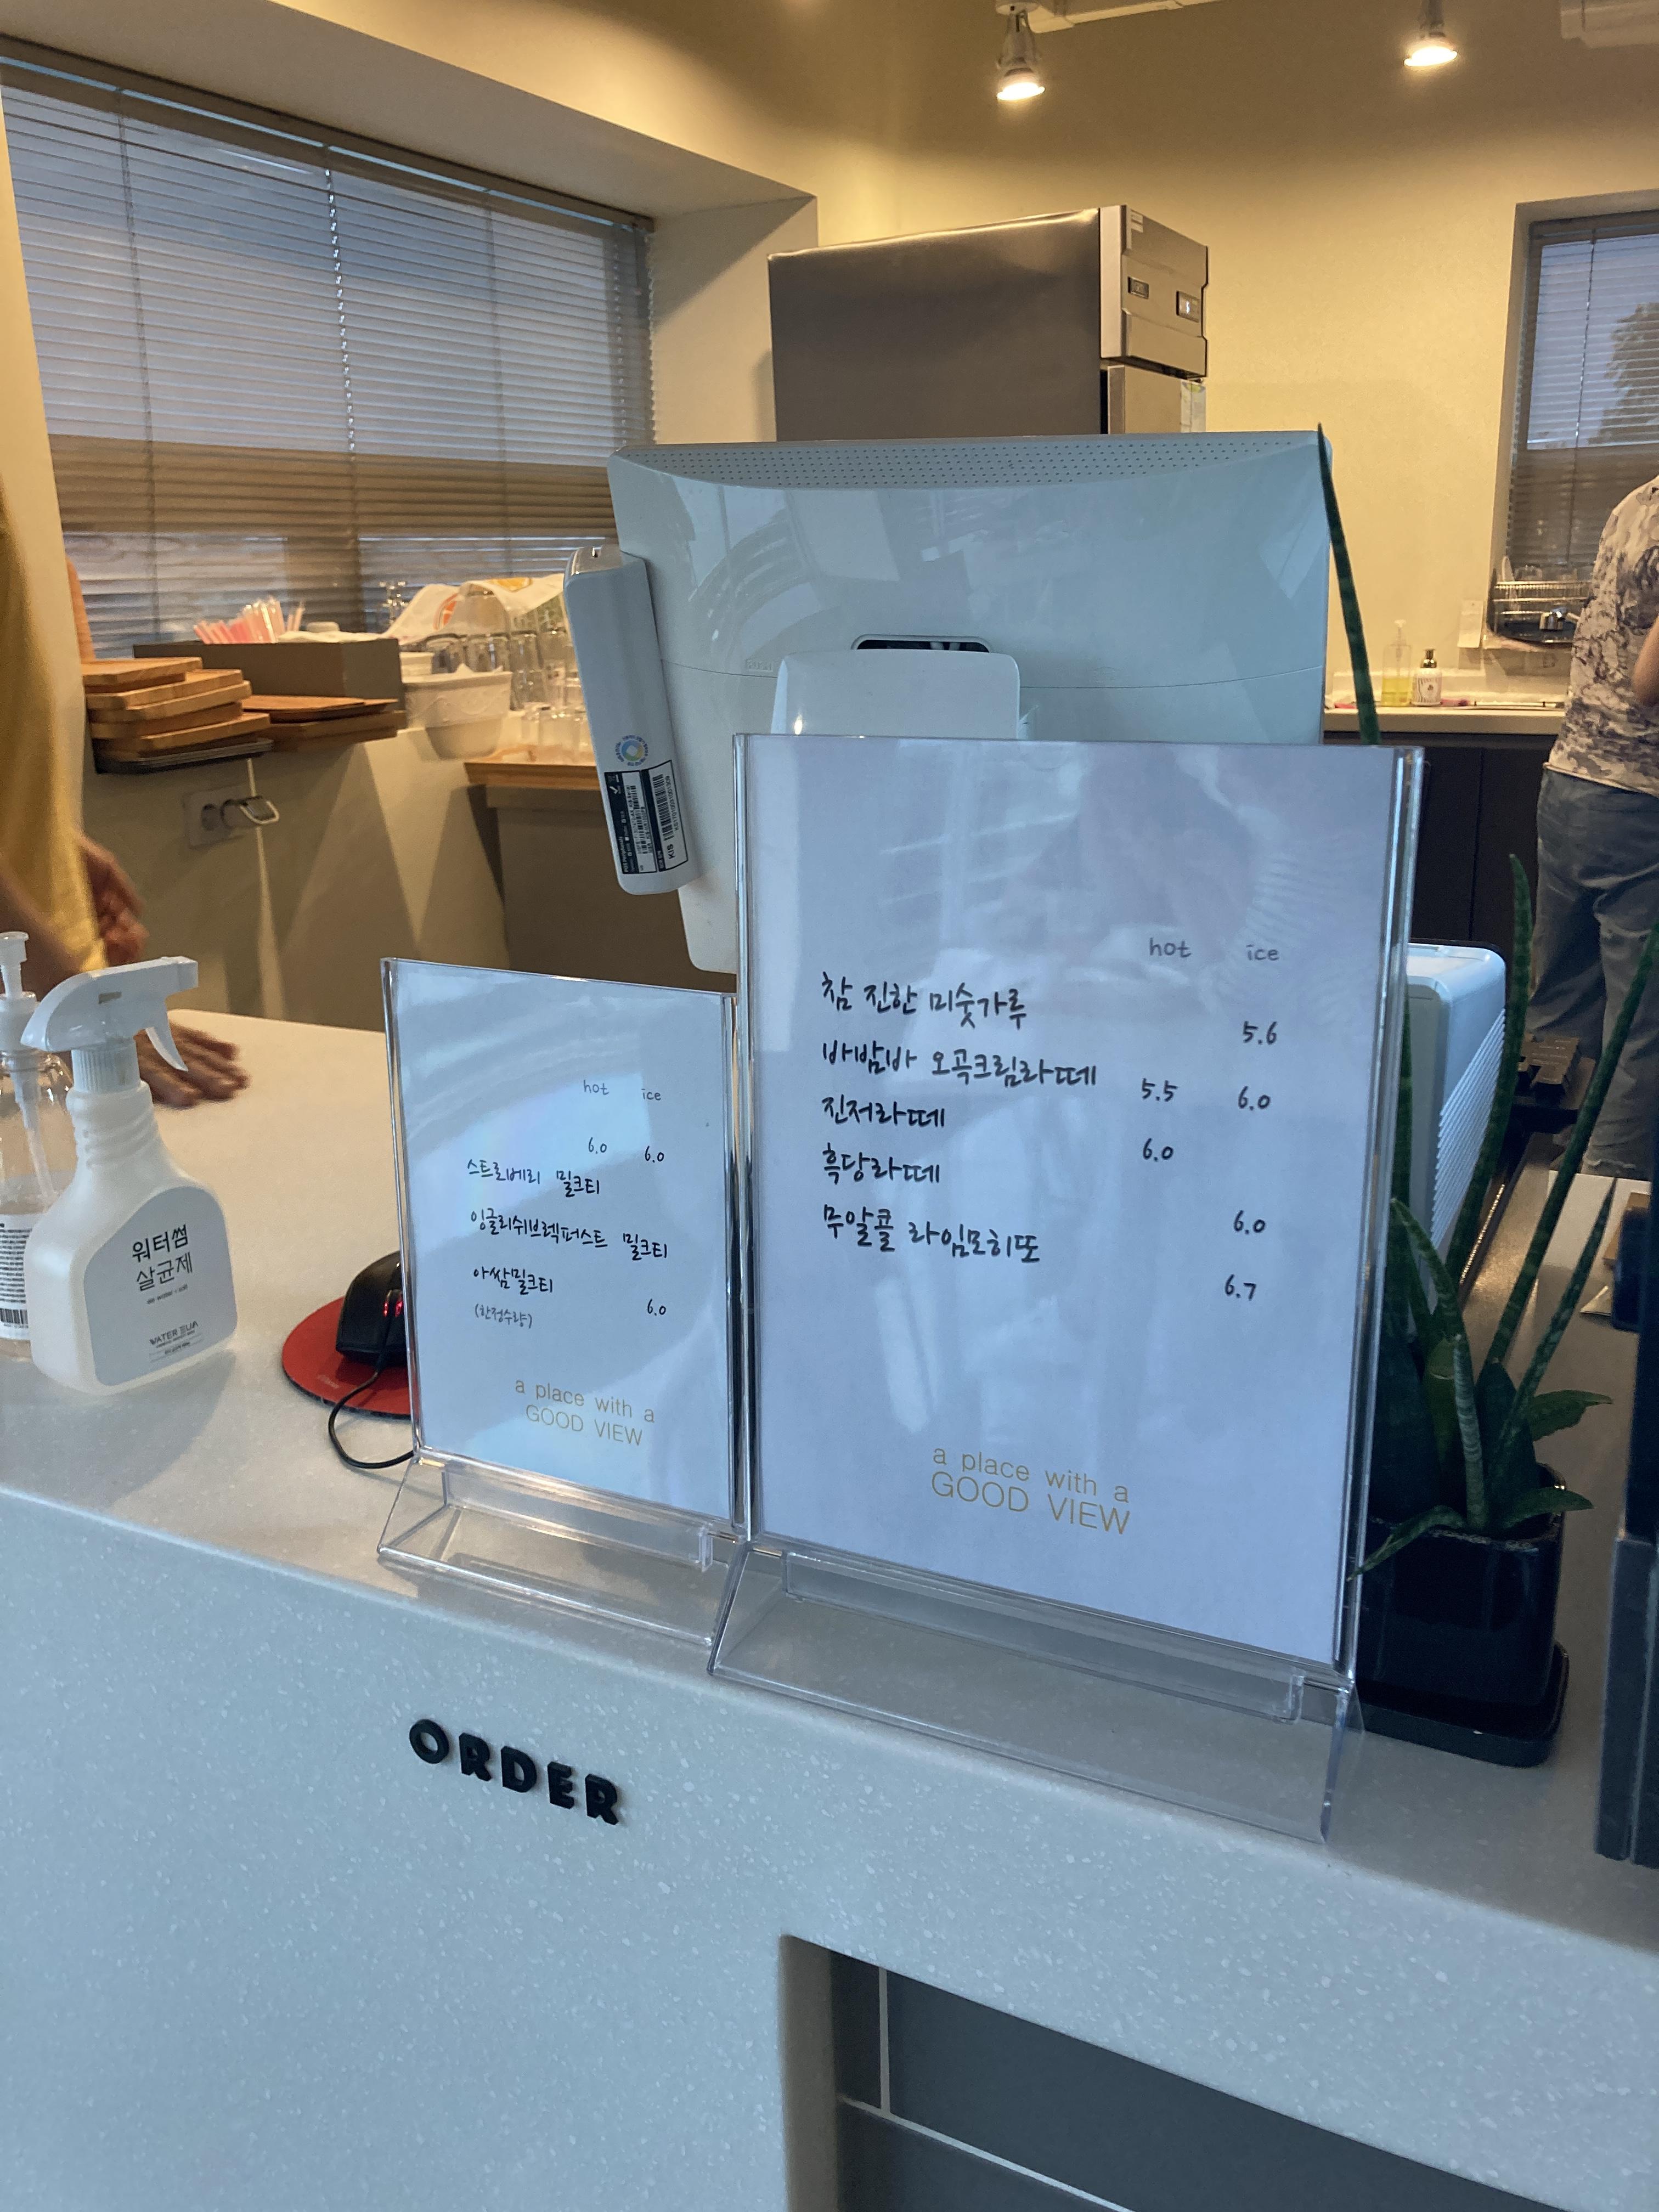 hot ice
6.0 6.0
스트로베리 밀크티
잉글리쉬브렉퍼스트 밀크티
아쌈밀크티
(한정수량) 6.0
a place with a
GOOD VIEW
hot ice
참 진한 미숫가루 5.6
바밤바 오곡크림라떼 5.5 6.0
진저라떼 6.0
흑당라떼 6.0
무알콜 라임모히또 6.7
a place with a
GOOD VIEW
워터썸
살균제
KIS
ORDER